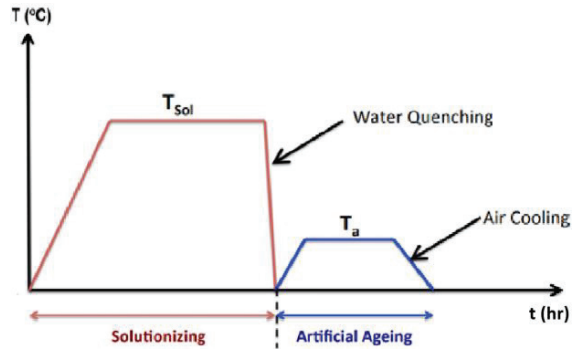 T (°C)
T_Sol
Water Quenching
T_a
Air Cooling
t (hr)
Solutionizing
Artificial Ageing